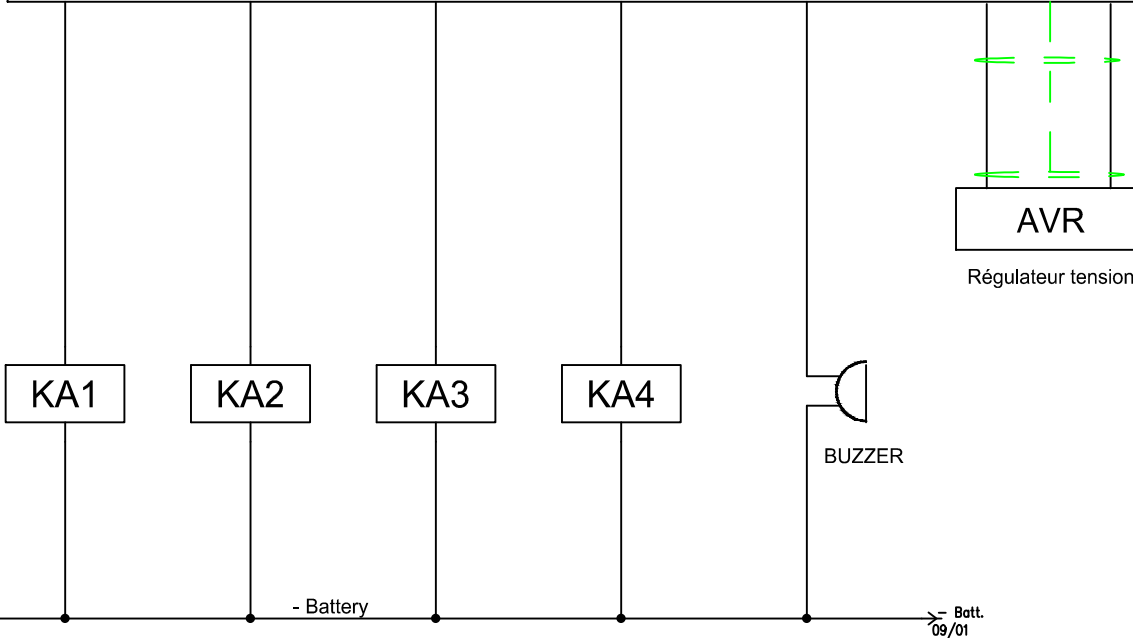 AVR
Régulateur tension
KA1 KA2 KA3 KA4
BUZZER
- Battery
- Batt.
09/01